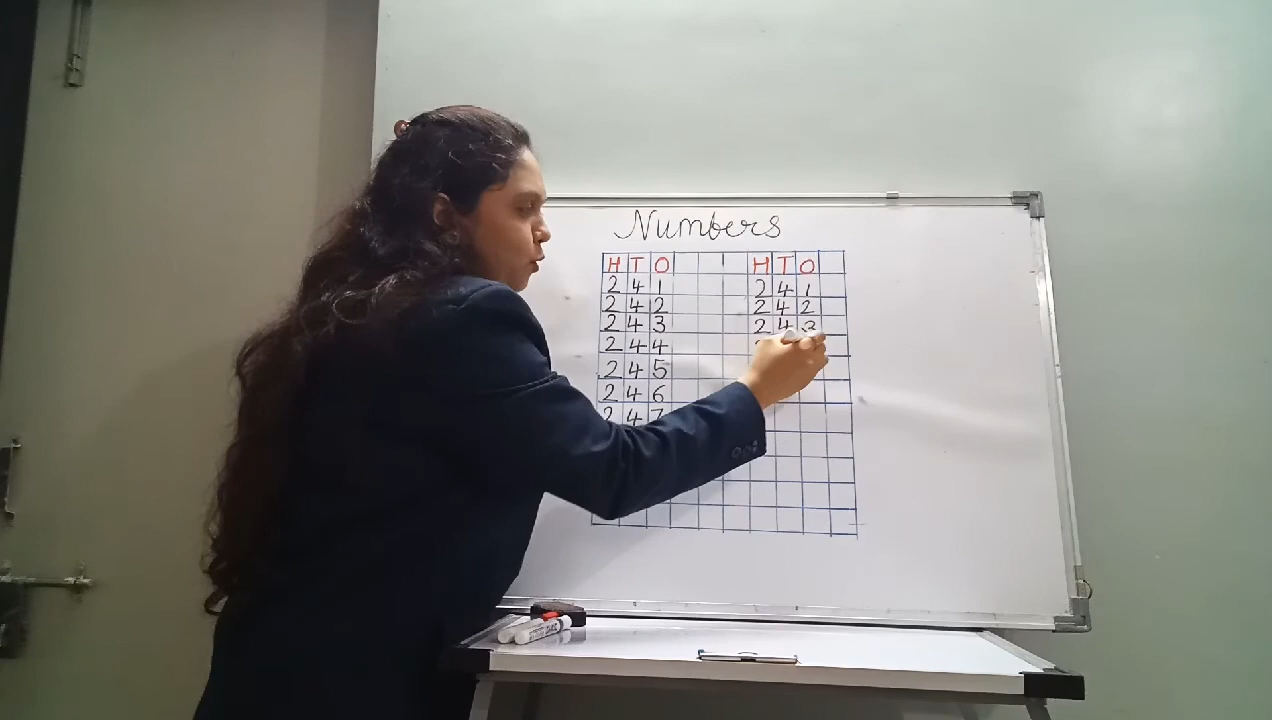 Numbers
H T O H T O
2 4 1 2 4 1
2 4 2 2 4 2
2 4 3 2 4 3
2 4 4
2 4 5
2 4 6
2 4 7